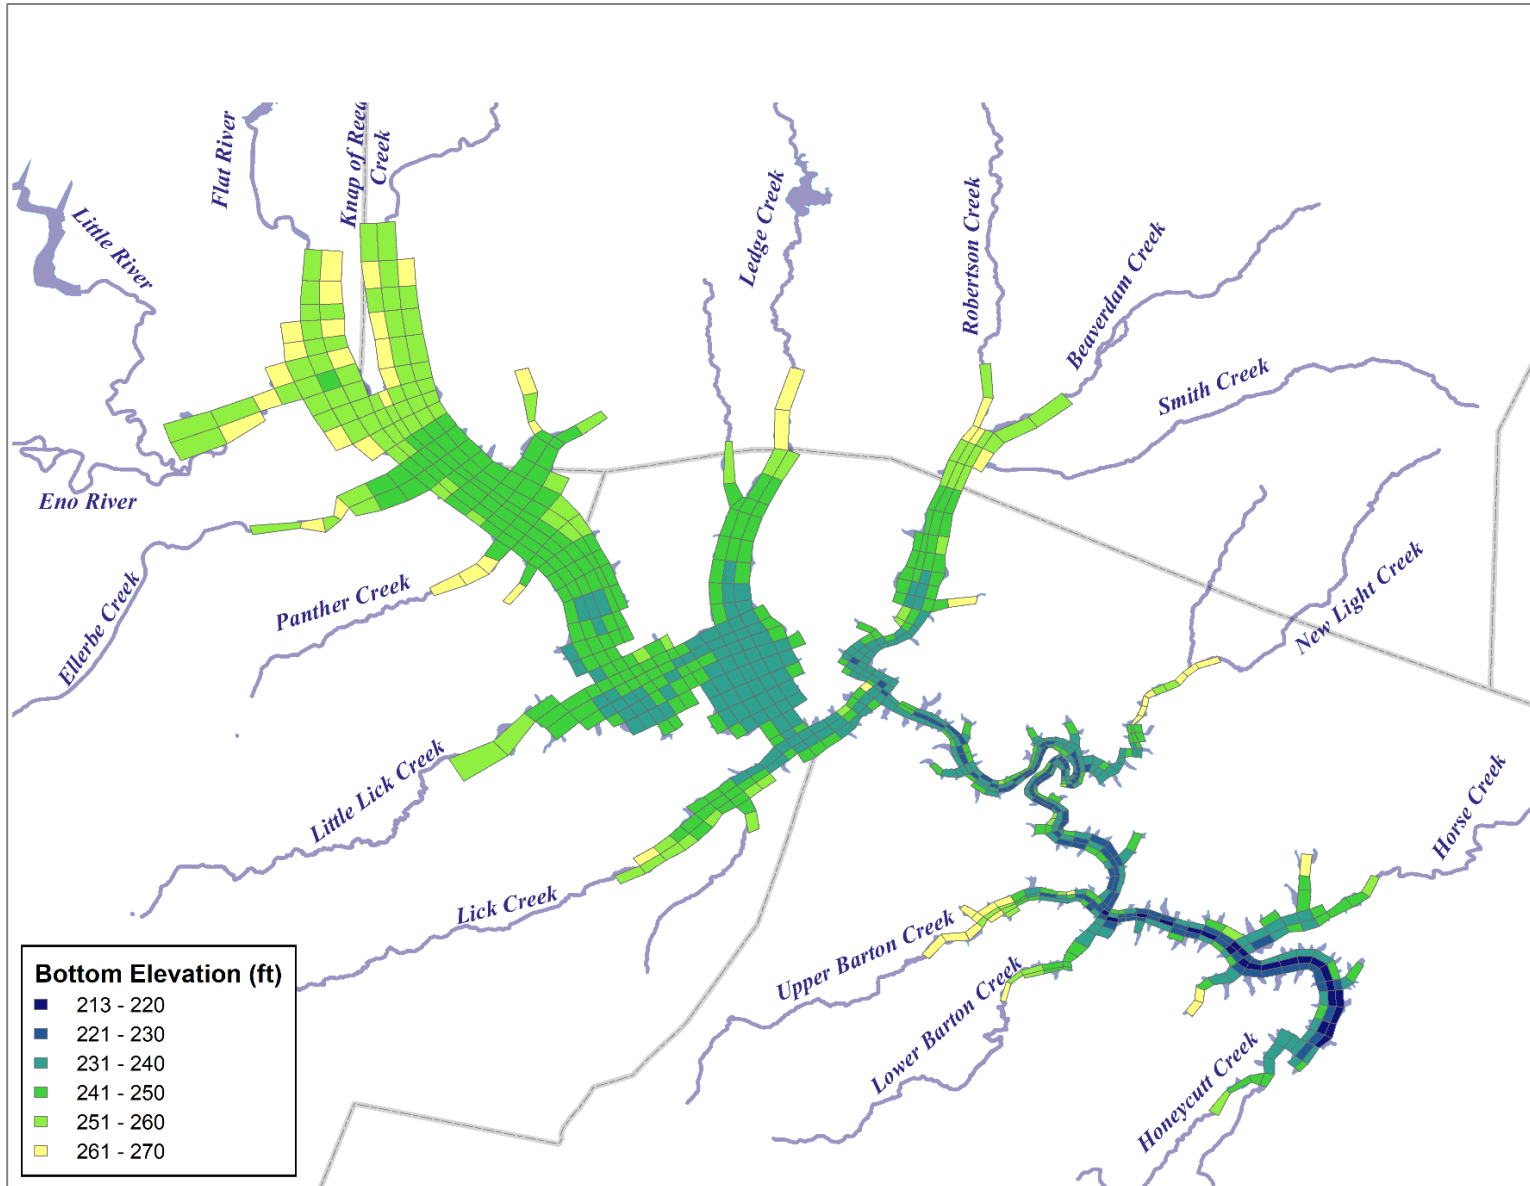 Flat River
Knap of Reed
Creek
Little River
Ledge Creek
Robertson Creek
Beaverdam Creek
Smith Creek
Eno River
Ellerbe Creek
Panther Creek
New Light Creek
Little Lick Creek
Horse Creek
Lick Creek
Upper Barton Creek
Lower Barton Creek
Honeycutt Creek
Bottom Elevation (ft)
213 - 220
221 - 230
231 - 240
241 - 250
251 - 260
261 - 270